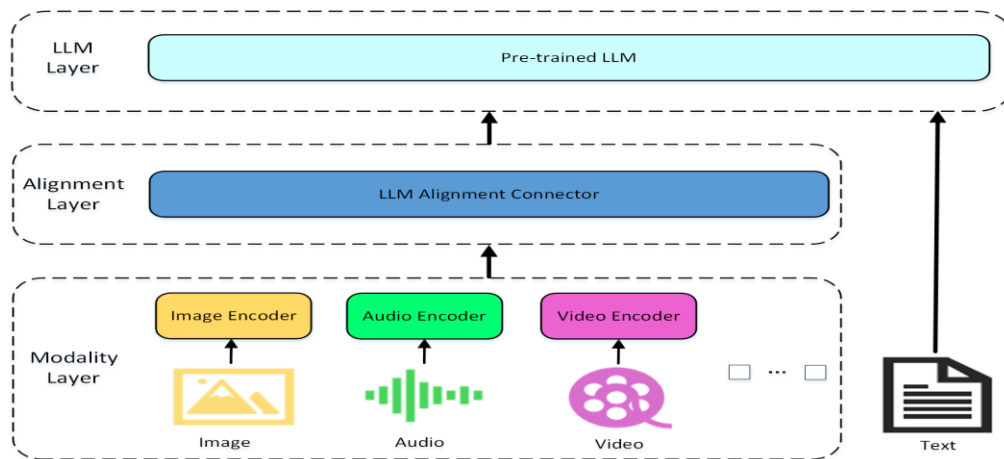 LLM
Layer
Pre-trained LLM
Alignment
Layer
LLM Alignment Connector
Modality
Layer
Image Encoder
Audio Encoder
Video Encoder
...
Image
Audio
Video
Text